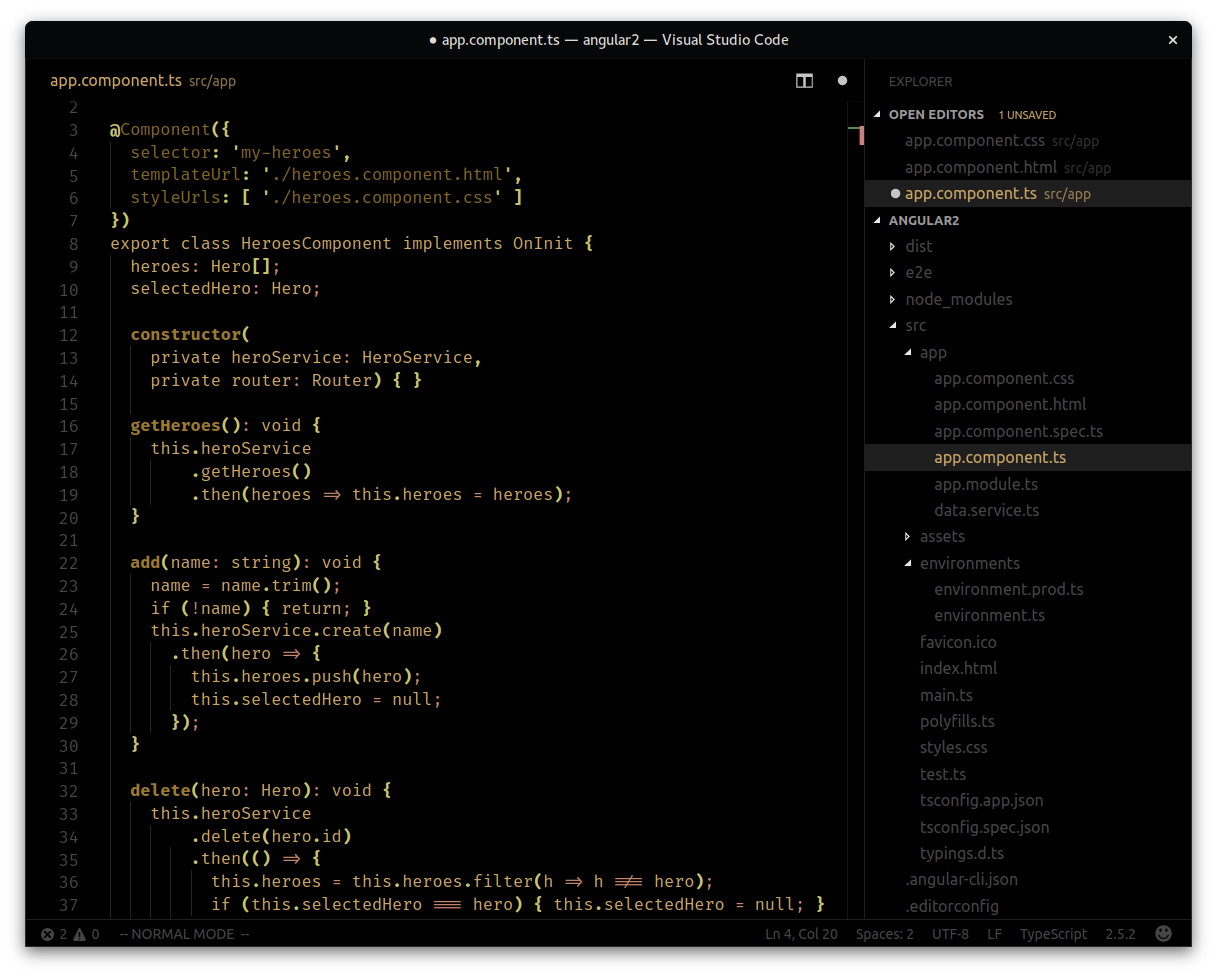 ● app.component.ts — angular2 — Visual Studio Code
app.component.ts src/app
2
3 @Component({
4 selector: 'my-heroes',
5 templateUrl: './heroes.component.html',
6 styleUrls: [ './heroes.component.css' ]
7 })
8 export class HeroesComponent implements OnInit {
9 heroes: Hero[];
10 selectedHero: Hero;
11
12 constructor(
13 private heroService: HeroService,
14 private router: Router) { }
15
16 getHeroes(): void {
17 this.heroService
18 .getHeroes()
19 .then(heroes => this.heroes = heroes);
20 }
21
22 add(name: string): void {
23 name = name.trim();
24 if (!name) { return; }
25 this.heroService.create(name)
26 .then(hero => {
27 this.heroes.push(hero);
28 this.selectedHero = null;
29 });
30 }
31
32 delete(hero: Hero): void {
33 this.heroService
34 .delete(hero.id)
35 .then(() => {
36 this.heroes = this.heroes.filter(h => h !== hero);
37 if (this.selectedHero === hero) { this.selectedHero = null; }
EXPLORER
OPEN EDITORS 1 UNSAVED
app.component.css src/app
app.component.html src/app
● app.component.ts src/app
ANGULAR2
dist
e2e
node_modules
src
app
app.component.css
app.component.html
app.component.spec.ts
app.component.ts
app.module.ts
data.service.ts
assets
environments
environment.prod.ts
environment.ts
favicon.ico
index.html
main.ts
polyfills.ts
styles.css
test.ts
tsconfig.app.json
tsconfig.spec.json
typings.d.ts
.angular-cli.json
.editorconfig
2 0 -- NORMAL MODE -- Ln 4, Col 20 Spaces: 2 UTF-8 LF TypeScript 2.5.2